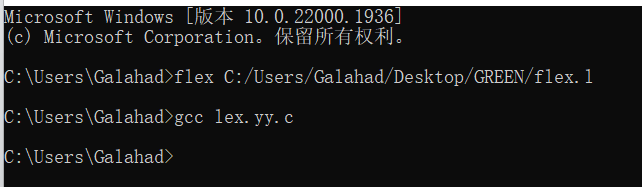 Microsoft Windows [版本 10.0.22000.1936]
(c) Microsoft Corporation。保留所有权利。
C:\Users\Galahad>flex C:/Users/Galahad/Desktop/GREEN/flex.l
C:\Users\Galahad>gcc lex.yy.c
C:\Users\Galahad>